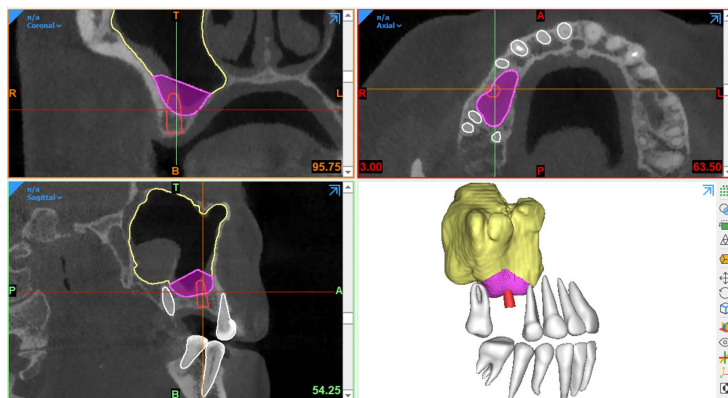 n/a
Coronal
T
R
L
B
95.75
n/a
Axial
A
R
L
P
3.00
63.50
n/a
Sagittal
T
P
A
B
54.25